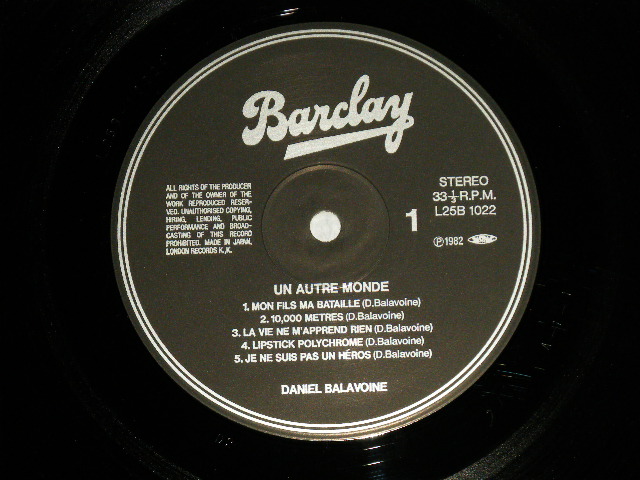 Barclay
ALL RIGHTS OF THE PRODUCER
AND OF THE OWNER OF THE
WORK REPRODUCED RESER-
VED. UNAUTHORISED COPYING,
HIRING, LENDING, PUBLIC
PERFORMANCE AND BROAD-
CASTING OF THIS RECORD
PROHIBITED. MADE IN JAPAN.
LONDON RECORDS K.K.
1
STEREO
33⅓ R.P.M.
L25B 1022
Ⓟ1982
UN AUTRE MONDE
1. MON FILS MA BATAILLE (D.Balavoine)
2. 10,000 METRES (D.Balavoine)
3. LA VIE NE M'APPREND RIEN (D.Balavoine)
4. LIPSTICK POLYCHROME (D.Balavoine)
5. JE NE SUIS PAS UN HÉROS (D.Balavoine)
DANIEL BALAVOINE